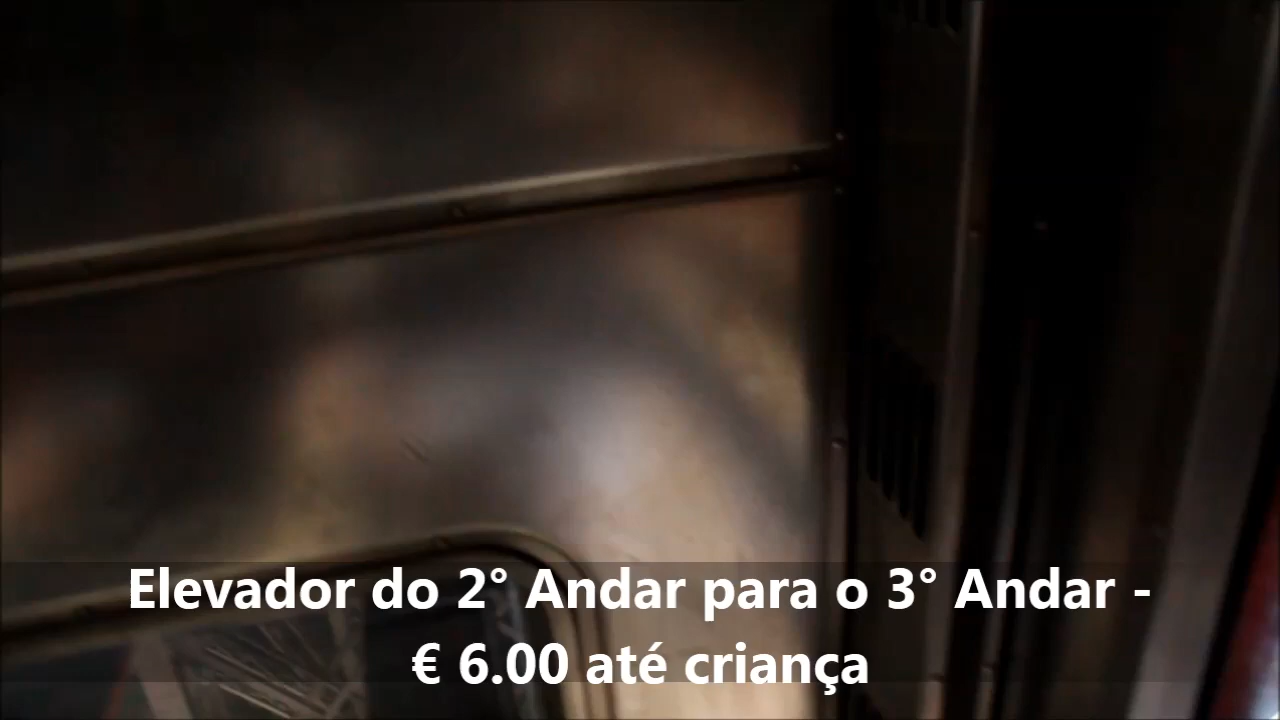 Elevador do 2° Andar para o 3° Andar -
€ 6.00 até criança